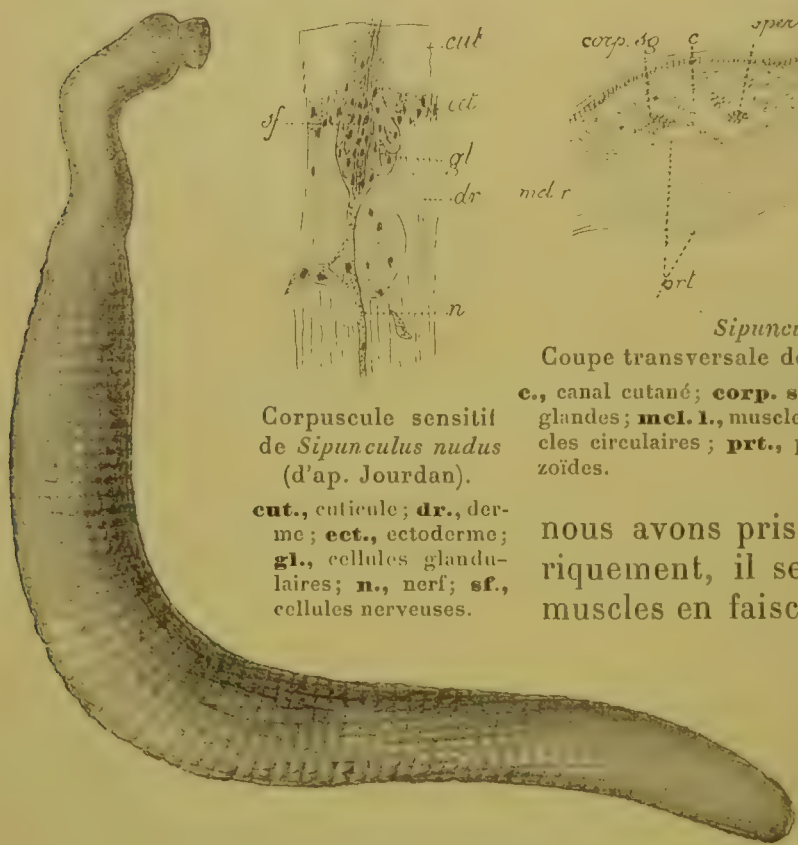 cut
ect
sf
gl
dr
n
corp. sg
c
sper
mcl. r
prt
Corpuscule sensitif
de Sipunculus nudus
(d'ap. Jourdan).
cut., cuticule; dr., der-
me; ect., ectoderme;
gl., cellules glandu-
laires; n., nerf; sf.,
cellules nerveuses.
Sipuncu
Coupe transversale de
c., canal cutané; corp. s
glandes; mcl. l., muscle
cles circulaires; prt., p
zoïdes.
nous avons pris
riquement, il se
muscles en faisc